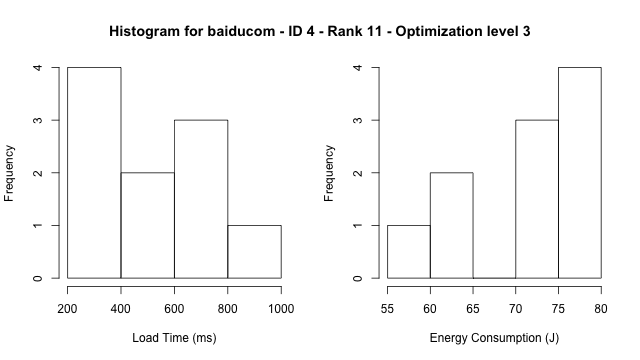 Histogram for baiducom - ID 4 - Rank 11 - Optimization level 3
Frequency
0 1 2 3 4
200 400 600 800 1000
Load Time (ms)
Frequency
0 1 2 3 4
55 60 65 70 75 80
Energy Consumption (J)